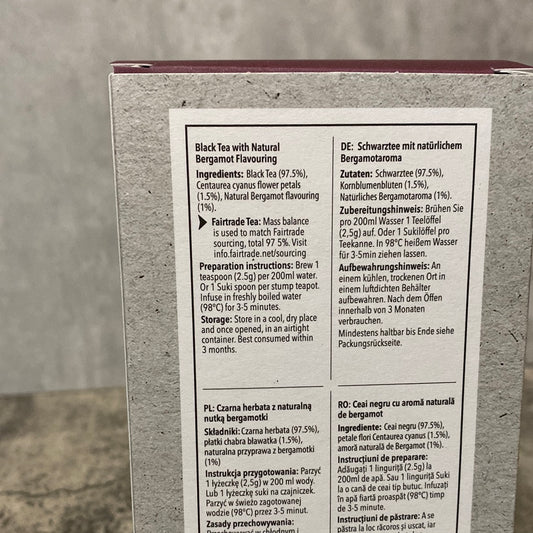 Black Tea with Natural
Bergamot Flavouring
Ingredients: Black Tea (97.5%),
Centaurea cyanus flower petals
(1.5%), Natural Bergamot flavouring
(1%).
Fairtrade Tea: Mass balance
is used to match Fairtrade
sourcing, total 97 5%. Visit
info.fairtrade.net/sourcing
Preparation instructions: Brew 1
teaspoon (2.5g) per 200ml water.
Or 1 Suki spoon per stump teapot.
Infuse in freshly boiled water
(98°C) for 3-5 minutes.
Storage: Store in a cool, dry place
and once opened, in an airtight
container. Best consumed within
3 months.
DE: Schwarztee mit natürlichem
Bergamotaroma
Zutaten: Schwarztee (97.5%),
Kornblumenbluten (1.5%),
Natürliches Bergamotaroma (1%).
Zubereitungshinweise: Brühen Sie
pro 200ml Wasser 1 Teelöffel
(2,5g) auf. Oder 1 Sukilöffel pro
Teekanne. In 98°C heißem Wasser
für 3-5min ziehen lassen.
Aufbewahrungshinweis: An
einem kühlen, trockenen Ort in
einem luftdichten Behälter
aufbewahren. Nach dem Öffen
innerhalb von 3 Monaten
verbrauchen.
Mindestens haltbar bis Ende siehe
Packungsrückseite.
PL: Czarna herbata z naturalną
nutką bergamotki
Składniki: Czarna herbata (97.5%),
płatki chabra bławatka (1.5%),
naturalna przyprawa z bergamotki
(1%)
Instrukcja przygotowania: Parzyć
1 łyżeczkę (2,5g) w 200 ml wody.
Lub 1 łyżeczkę suki na czajniczek.
Parzyć w świeżo zagotowanej
wodzie (98°C) przez 3-5 minut.
Zasady przechowywania:
Przechowywać w chłodnym i
RO: Ceai negru cu aromă naturală
de bergamot
Ingrediente: Ceai negru (97.5%),
petale flori Centaurea cyanus (1.5%),
amoră naturală de Bergamot (1%).
Instrucțiuni de preparare:
Adăugați 1 linguriță (2.5g) la
200ml de apă. Sau 1 linguriță Suki
la o cană de ceai tip butuc. Infuzați
în apă fiartă proaspăt (98°C) timp
de 3-5 minute.
Instrucțiuni de păstrare: A se
păstra la loc răcoros și uscat, iar